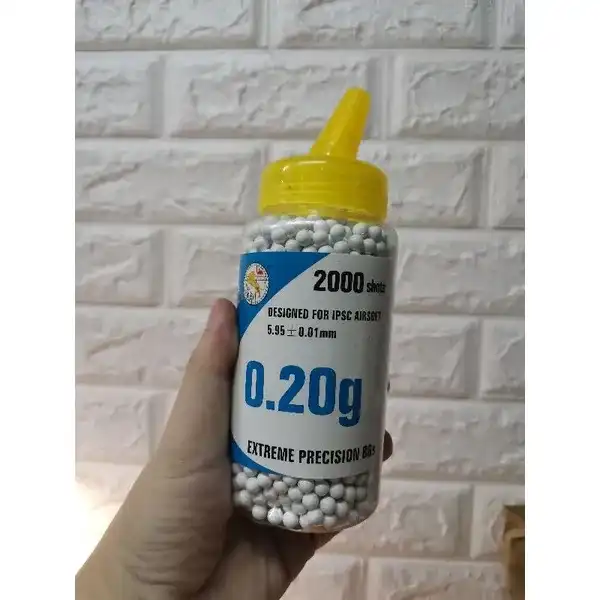 2000 shots
DESIGNED FOR IPSC AIRSOFT
5.95±0.01mm
0.20g
EXTREME PRECISION BBs